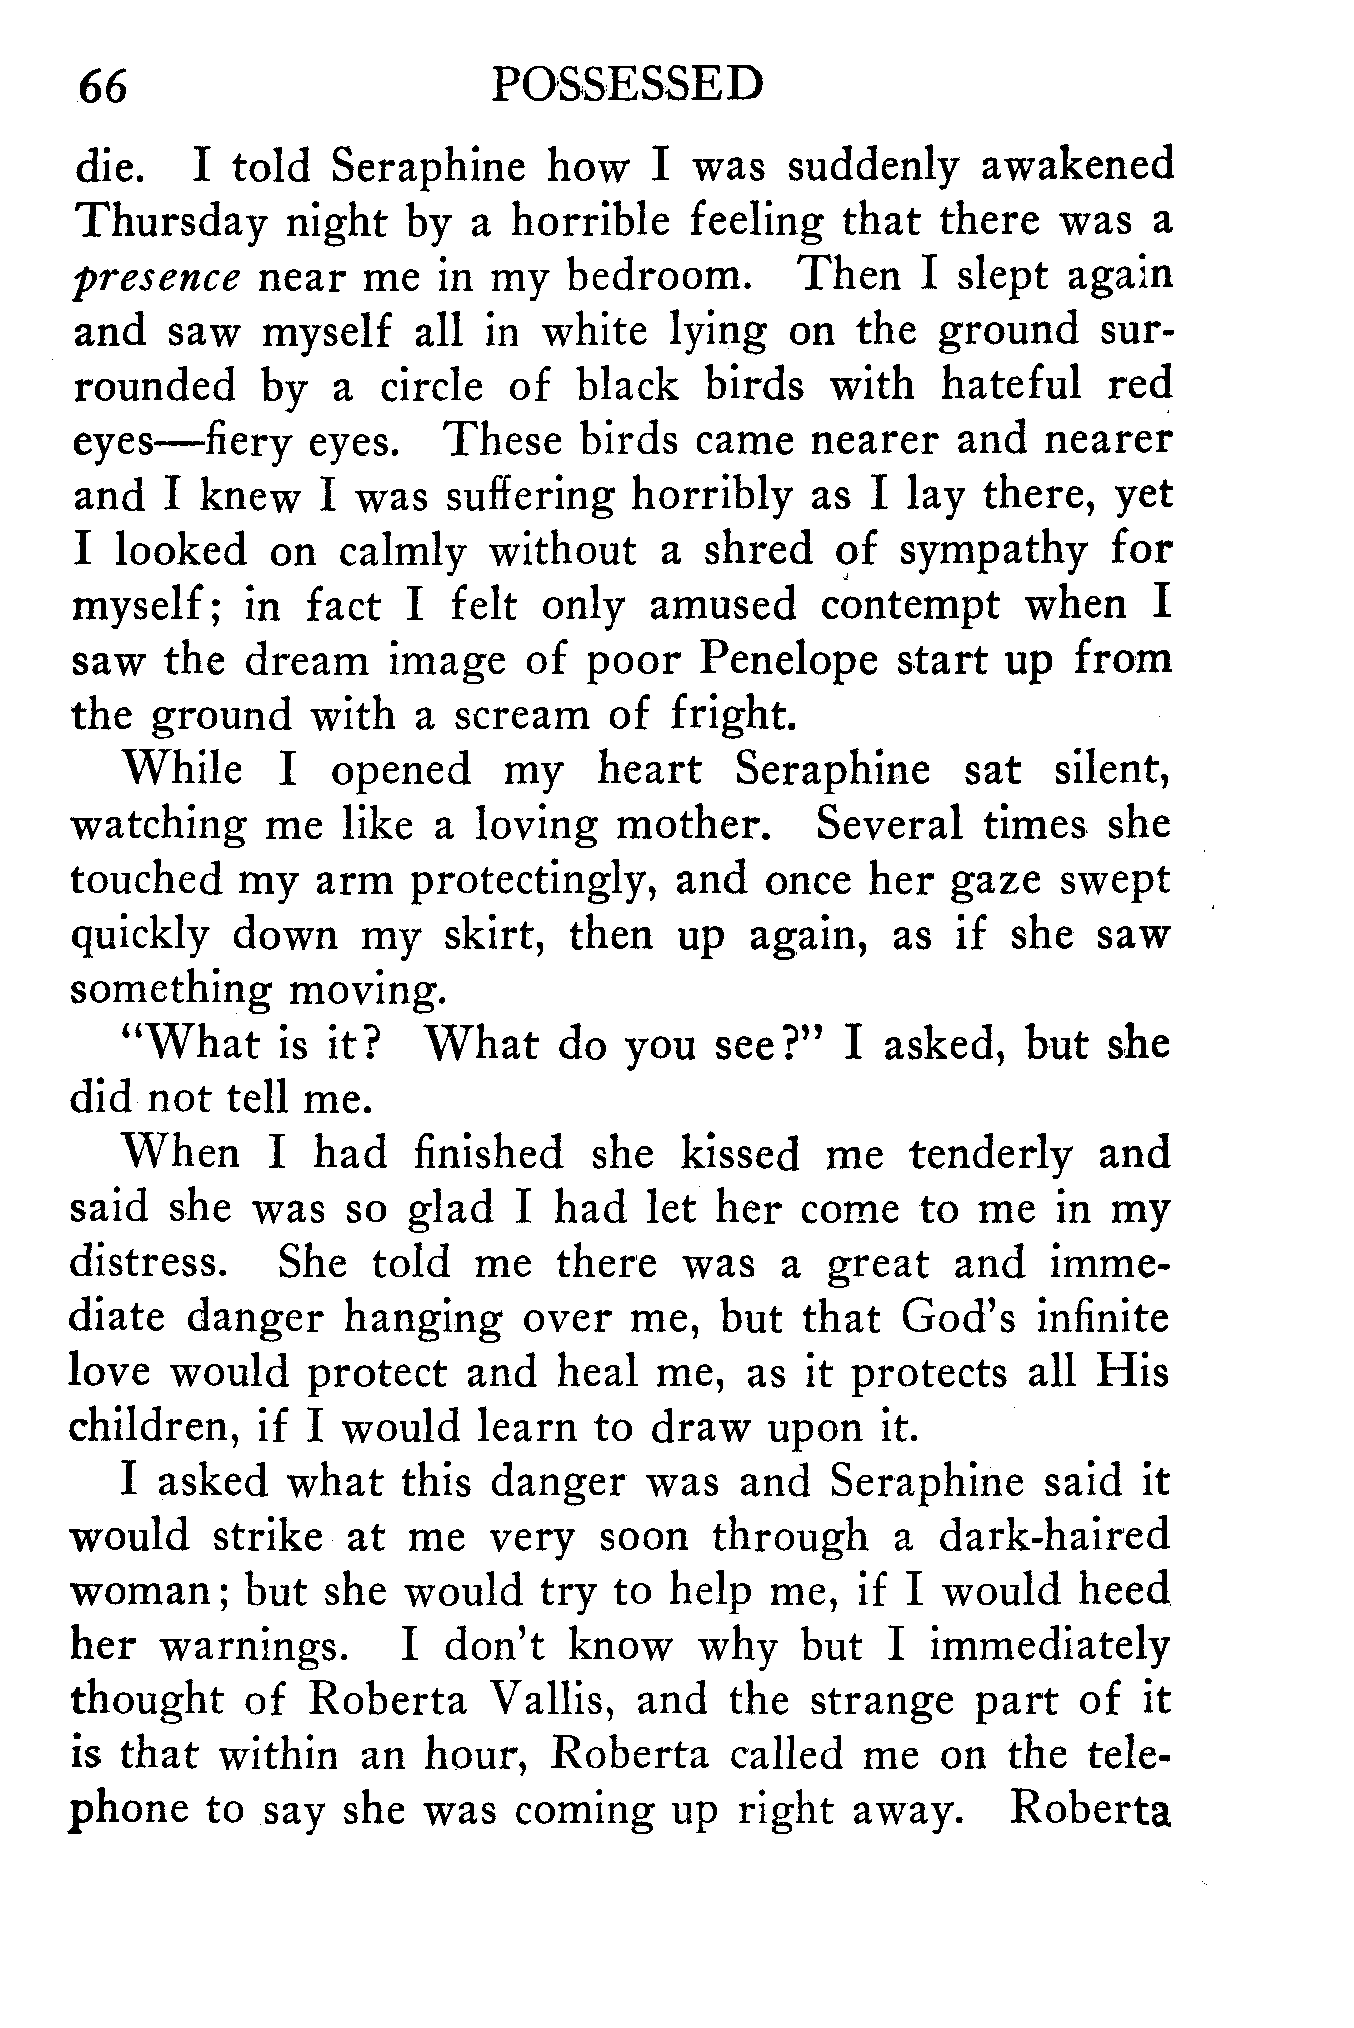 66 POSSESSED
die. I told Seraphine how I was suddenly awakened
Thursday night by a horrible feeling that there was a
presence near me in my bedroom. Then I slept again
and saw myself all in white lying on the ground sur-
rounded by a circle of black birds with hateful red
eyes—fiery eyes. These birds came nearer and nearer
and I knew I was suffering horribly as I lay there, yet
I looked on calmly without a shred of sympathy for
myself; in fact I felt only amused contempt when I
saw the dream image of poor Penelope start up from
the ground with a scream of fright.
While I opened my heart Seraphine sat silent,
watching me like a loving mother. Several times she
touched my arm protectingly, and once her gaze swept
quickly down my skirt, then up again, as if she saw
something moving.
“What is it? What do you see?” I asked, but she
did not tell me.
When I had finished she kissed me tenderly and
said she was so glad I had let her come to me in my
distress. She told me there was a great and imme-
diate danger hanging over me, but that God's infinite
love would protect and heal me, as it protects all His
children, if I would learn to draw upon it.
I asked what this danger was and Seraphine said it
would strike at me very soon through a dark-haired
woman; but she would try to help me, if I would heed
her warnings. I don't know why but I immediately
thought of Roberta Vallis, and the strange part of it
is that within an hour, Roberta called me on the tele-
phone to say she was coming up right away. Roberta